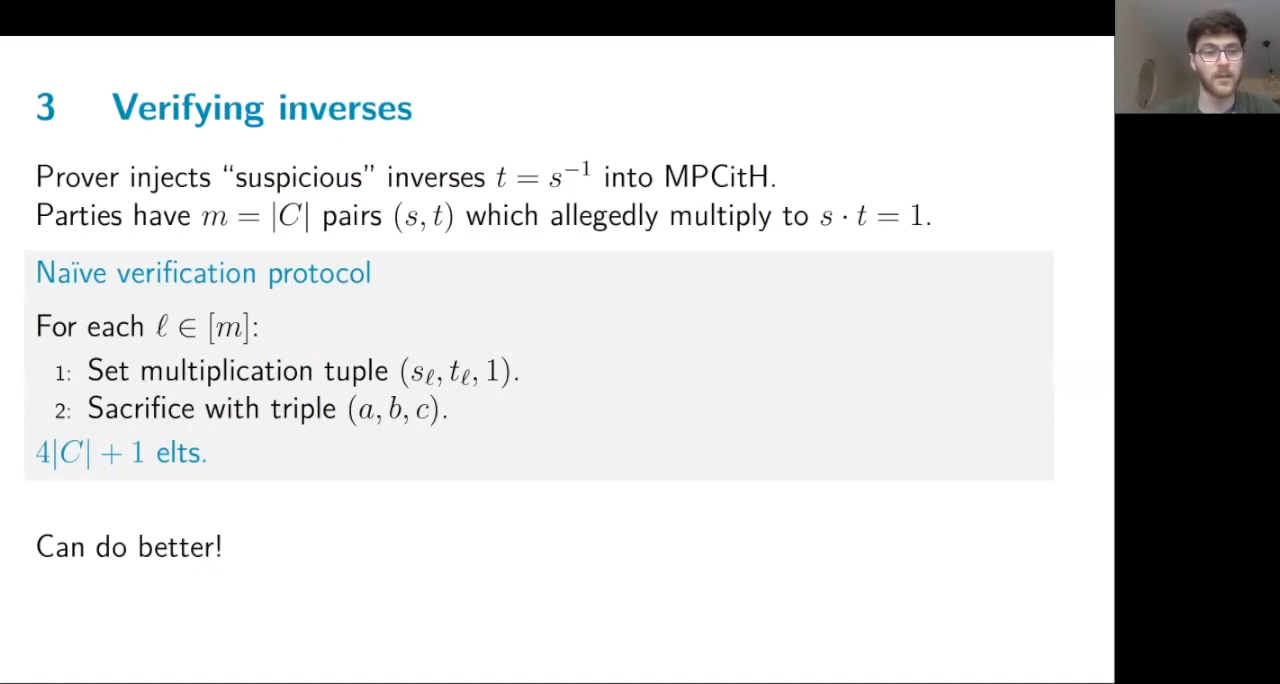 3 Verifying inverses
Prover injects “suspicious” inverses t = s⁻¹ into MPCitH.
Parties have m = |C| pairs (s, t) which allegedly multiply to s · t = 1.
Naïve verification protocol
For each ℓ ∈ [m]:
1: Set multiplication tuple (s_ℓ, t_ℓ, 1).
2: Sacrifice with triple (a, b, c).
4|C| + 1 elts.
Can do better!